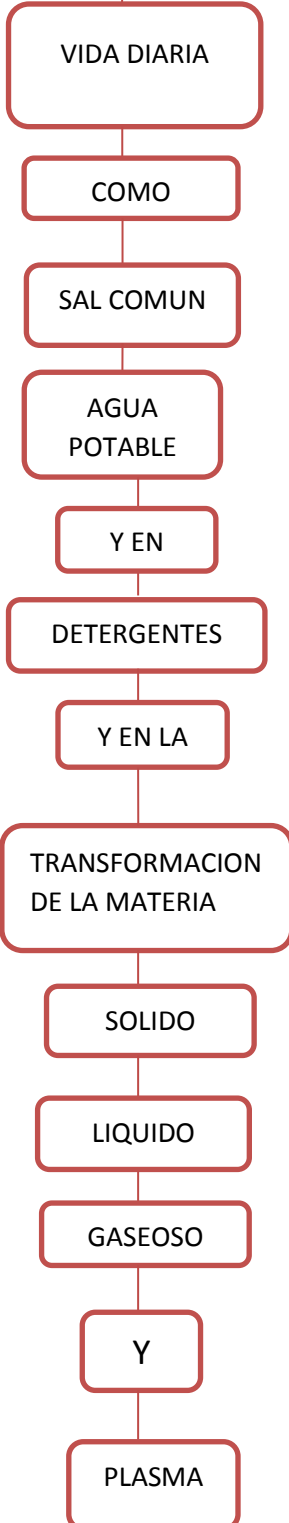 VIDA DIARIA
COMO
SAL COMUN
AGUA
POTABLE
Y EN
DETERGENTES
Y EN LA
TRANSFORMACION
DE LA MATERIA
SOLIDO
LIQUIDO
GASEOSO
Y
PLASMA